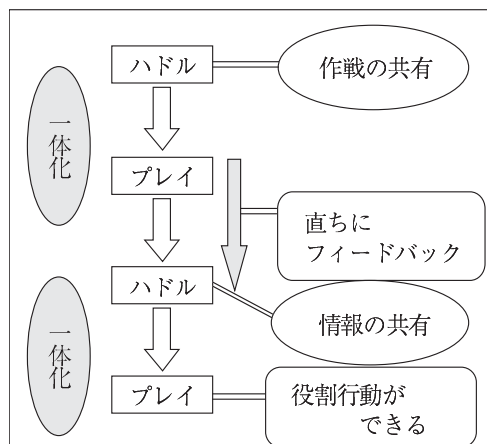 ハドル
作戦の共有
一体化
プレイ
直ちに
フィードバック
ハドル
情報の共有
一体化
プレイ
役割行動が
できる